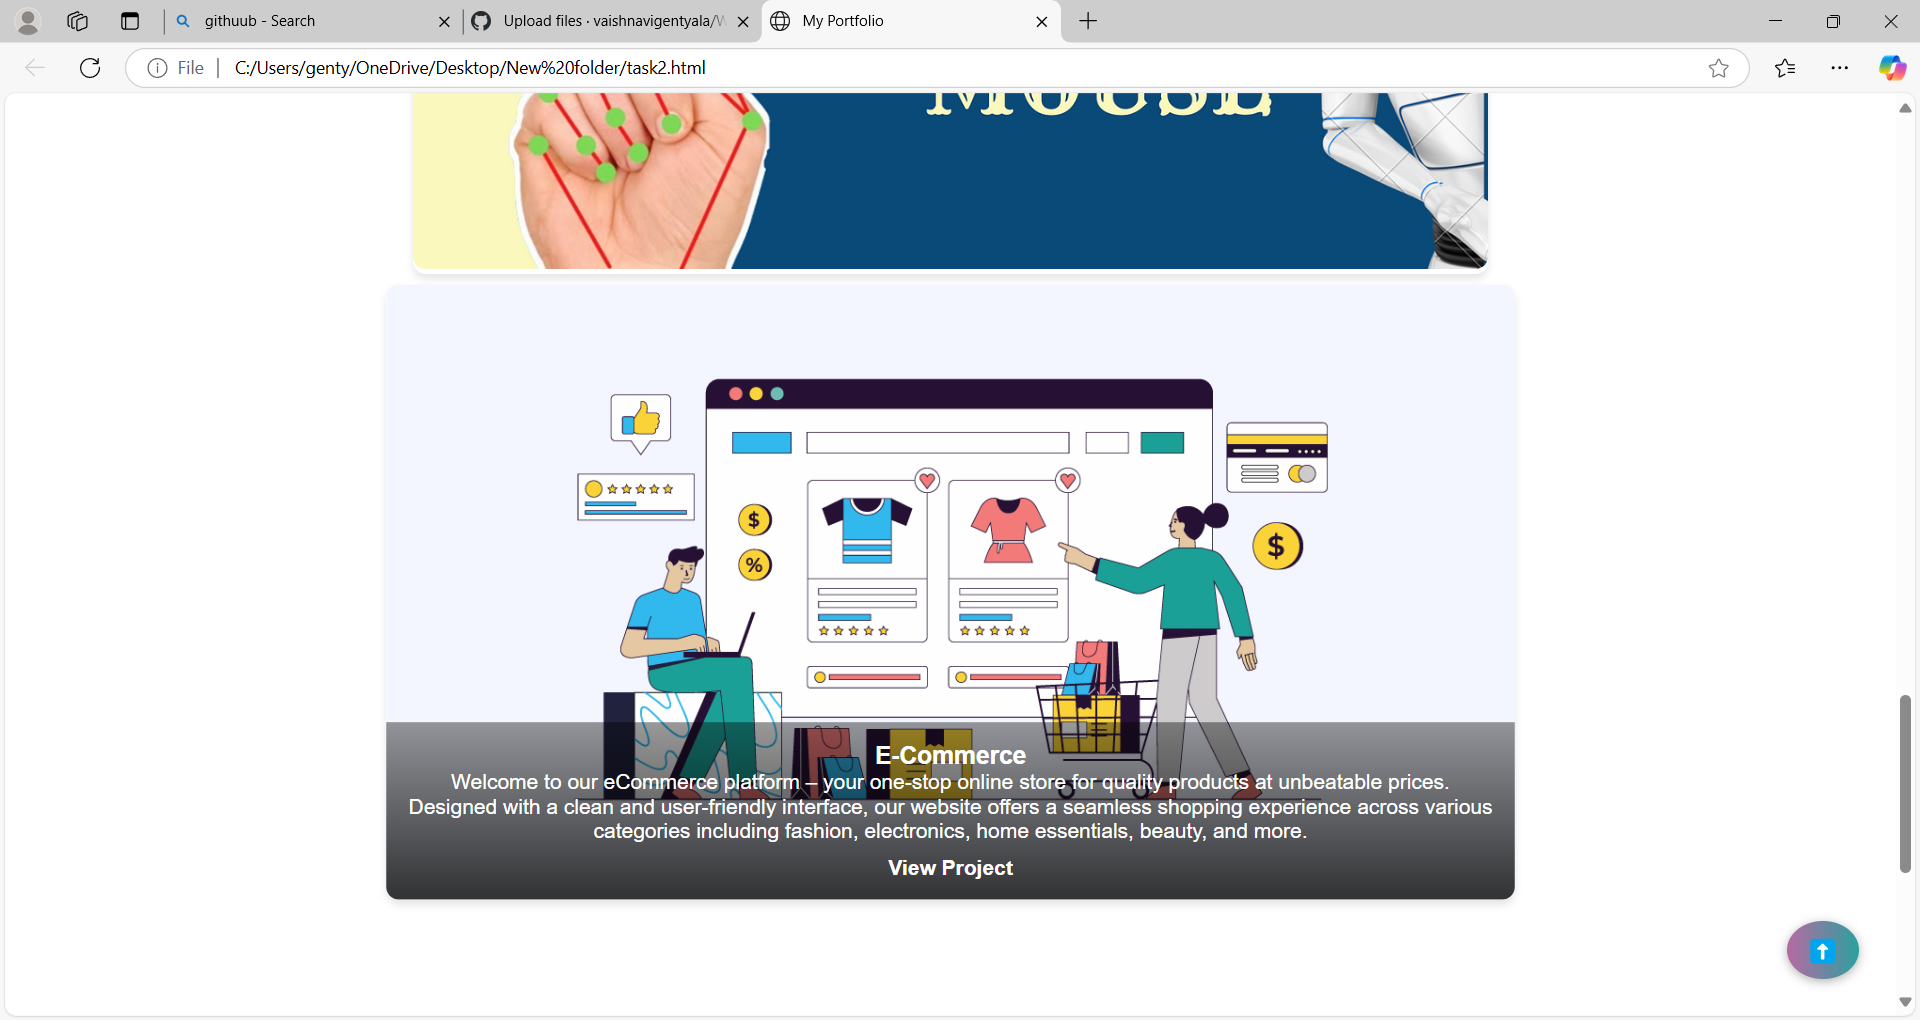 githuub - Search
Upload files · vaishnavigentyala/W
My Portfolio
File
C:/Users/genty/OneDrive/Desktop/New%20folder/task2.html
MOUSE
$
%
$
E-Commerce
Welcome to our eCommerce platform – your one-stop online store for quality products at unbeatable prices.
Designed with a clean and user-friendly interface, our website offers a seamless shopping experience across various
categories including fashion, electronics, home essentials, beauty, and more.
View Project